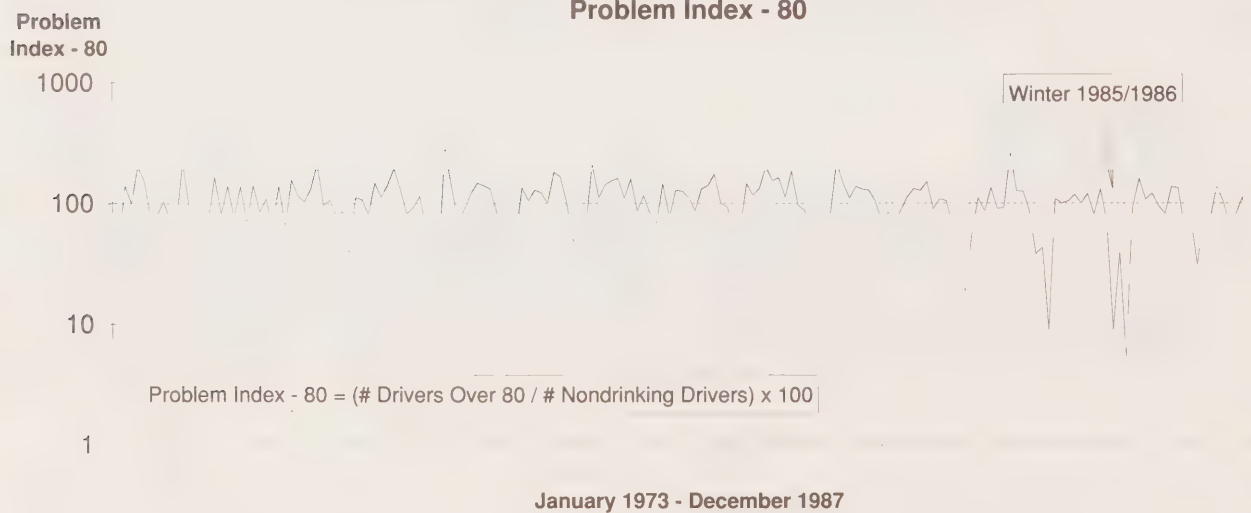 Problem Index - 80
Problem
Index - 80
1000
Winter 1985/1986
100
10
Problem Index - 80 = (# Drivers Over 80 / # Nondrinking Drivers) x 100
1
January 1973 - December 1987